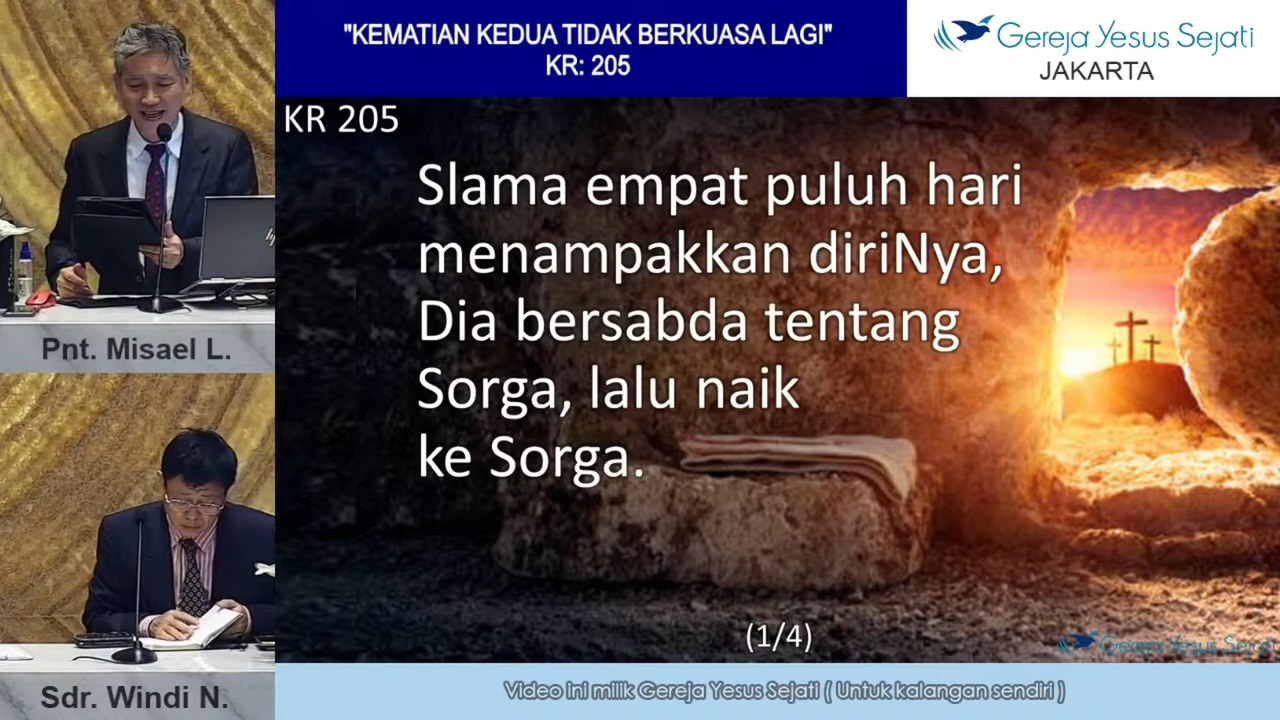 "KEMATIAN KEDUA TIDAK BERKUASA LAGI"
KR: 205
Gereja Yesus Sejati
JAKARTA
KR 205
Slama empat puluh hari
menampakkan diriNya,
Dia bersabda tentang
Sorga, lalu naik
ke Sorga.
(1/4)
Gereja Yesus Sejati
Pnt. Misael L.
Sdr. Windi N.
Video ini milik Gereja Yesus Sejati ( Untuk kalangan sendiri )
hp